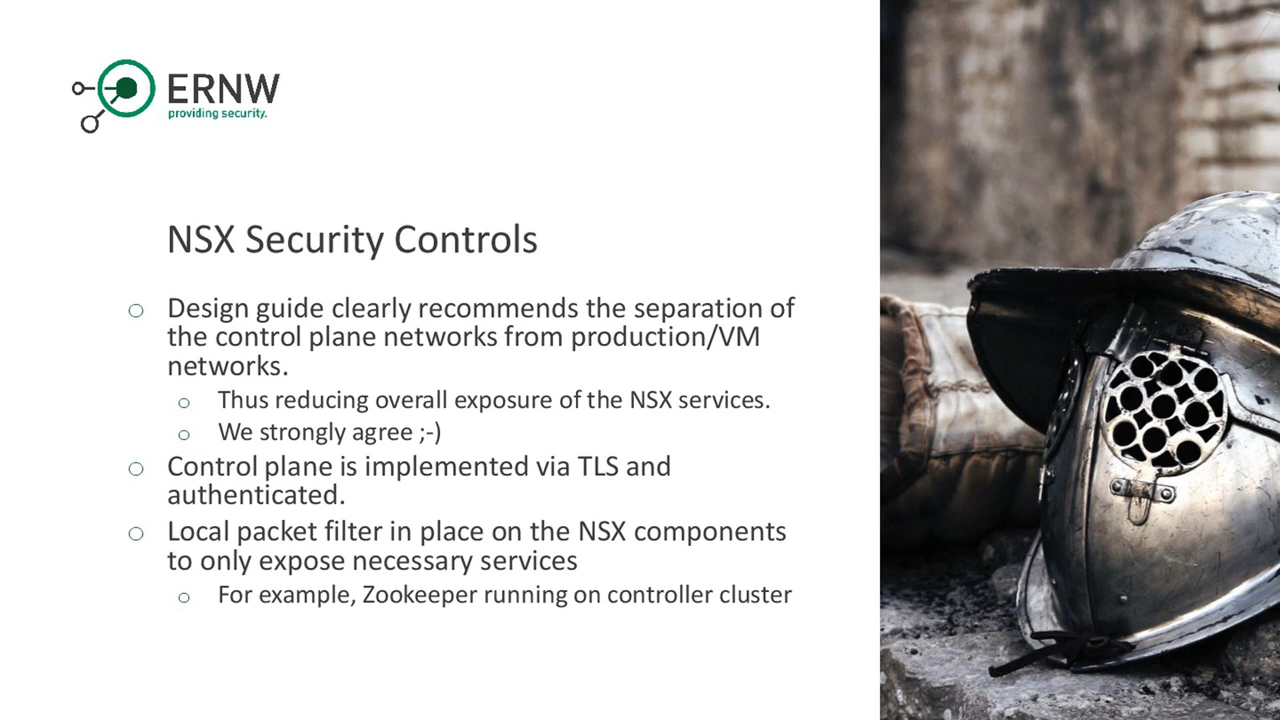 ERNW
providing security.
NSX Security Controls
Design guide clearly recommends the separation of
the control plane networks from production/VM
networks.
Thus reducing overall exposure of the NSX services.
We strongly agree ;-)
Control plane is implemented via TLS and
authenticated.
Local packet filter in place on the NSX components
to only expose necessary services
For example, Zookeeper running on controller cluster